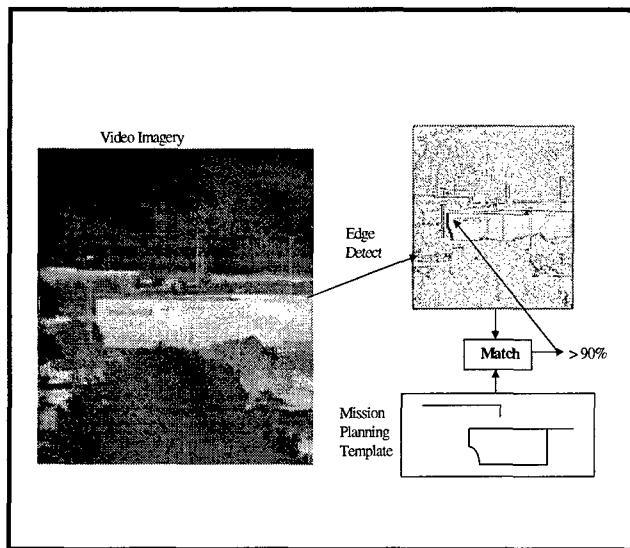 Video Imagery
Edge
Detect
Match
> 90%
Mission
Planning
Template